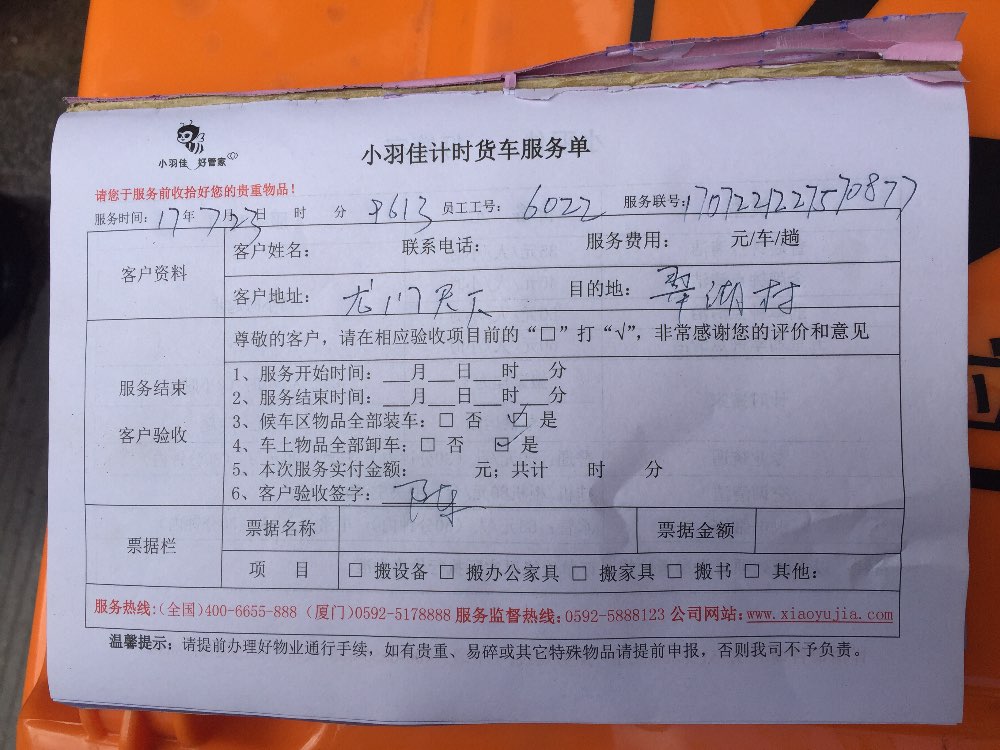 小羽佳 好管家
小羽佳计时货车服务单
请您于服务前收拾好您的贵重物品！
服务时间：17年7月23日 时 分 9613 员工工号：6022 服务联号：1707221227570877
客户资料
客户姓名： 联系电话： 服务费用： 元/车/趟
客户地址：龙门天下 目的地：翠湖村
尊敬的客户，请在相应验收项目前的“□”打“√”，非常感谢您的评价和意见
服务结束
客户验收
1、服务开始时间：___月___日___时___分
2、服务结束时间：___月___日___时___分
3、候车区物品全部装车：□ 否 ☑ 是
4、车上物品全部卸车：□ 否 ☑ 是
5、本次服务实付金额： 元；共计 时 分
6、客户验收签字：
票据栏
票据名称 票据金额
项 目 □ 搬设备 □ 搬办公家具 □ 搬家具 □ 搬书 □ 其他：
服务热线:(全国)400-6655-888 (厦门)0592-5178888 服务监督热线：0592-5888123 公司网站：www.xiaoyujia.com
温馨提示：请提前办理好物业通行手续，如有贵重、易碎或其它特殊物品请提前申报，否则我司不予负责。